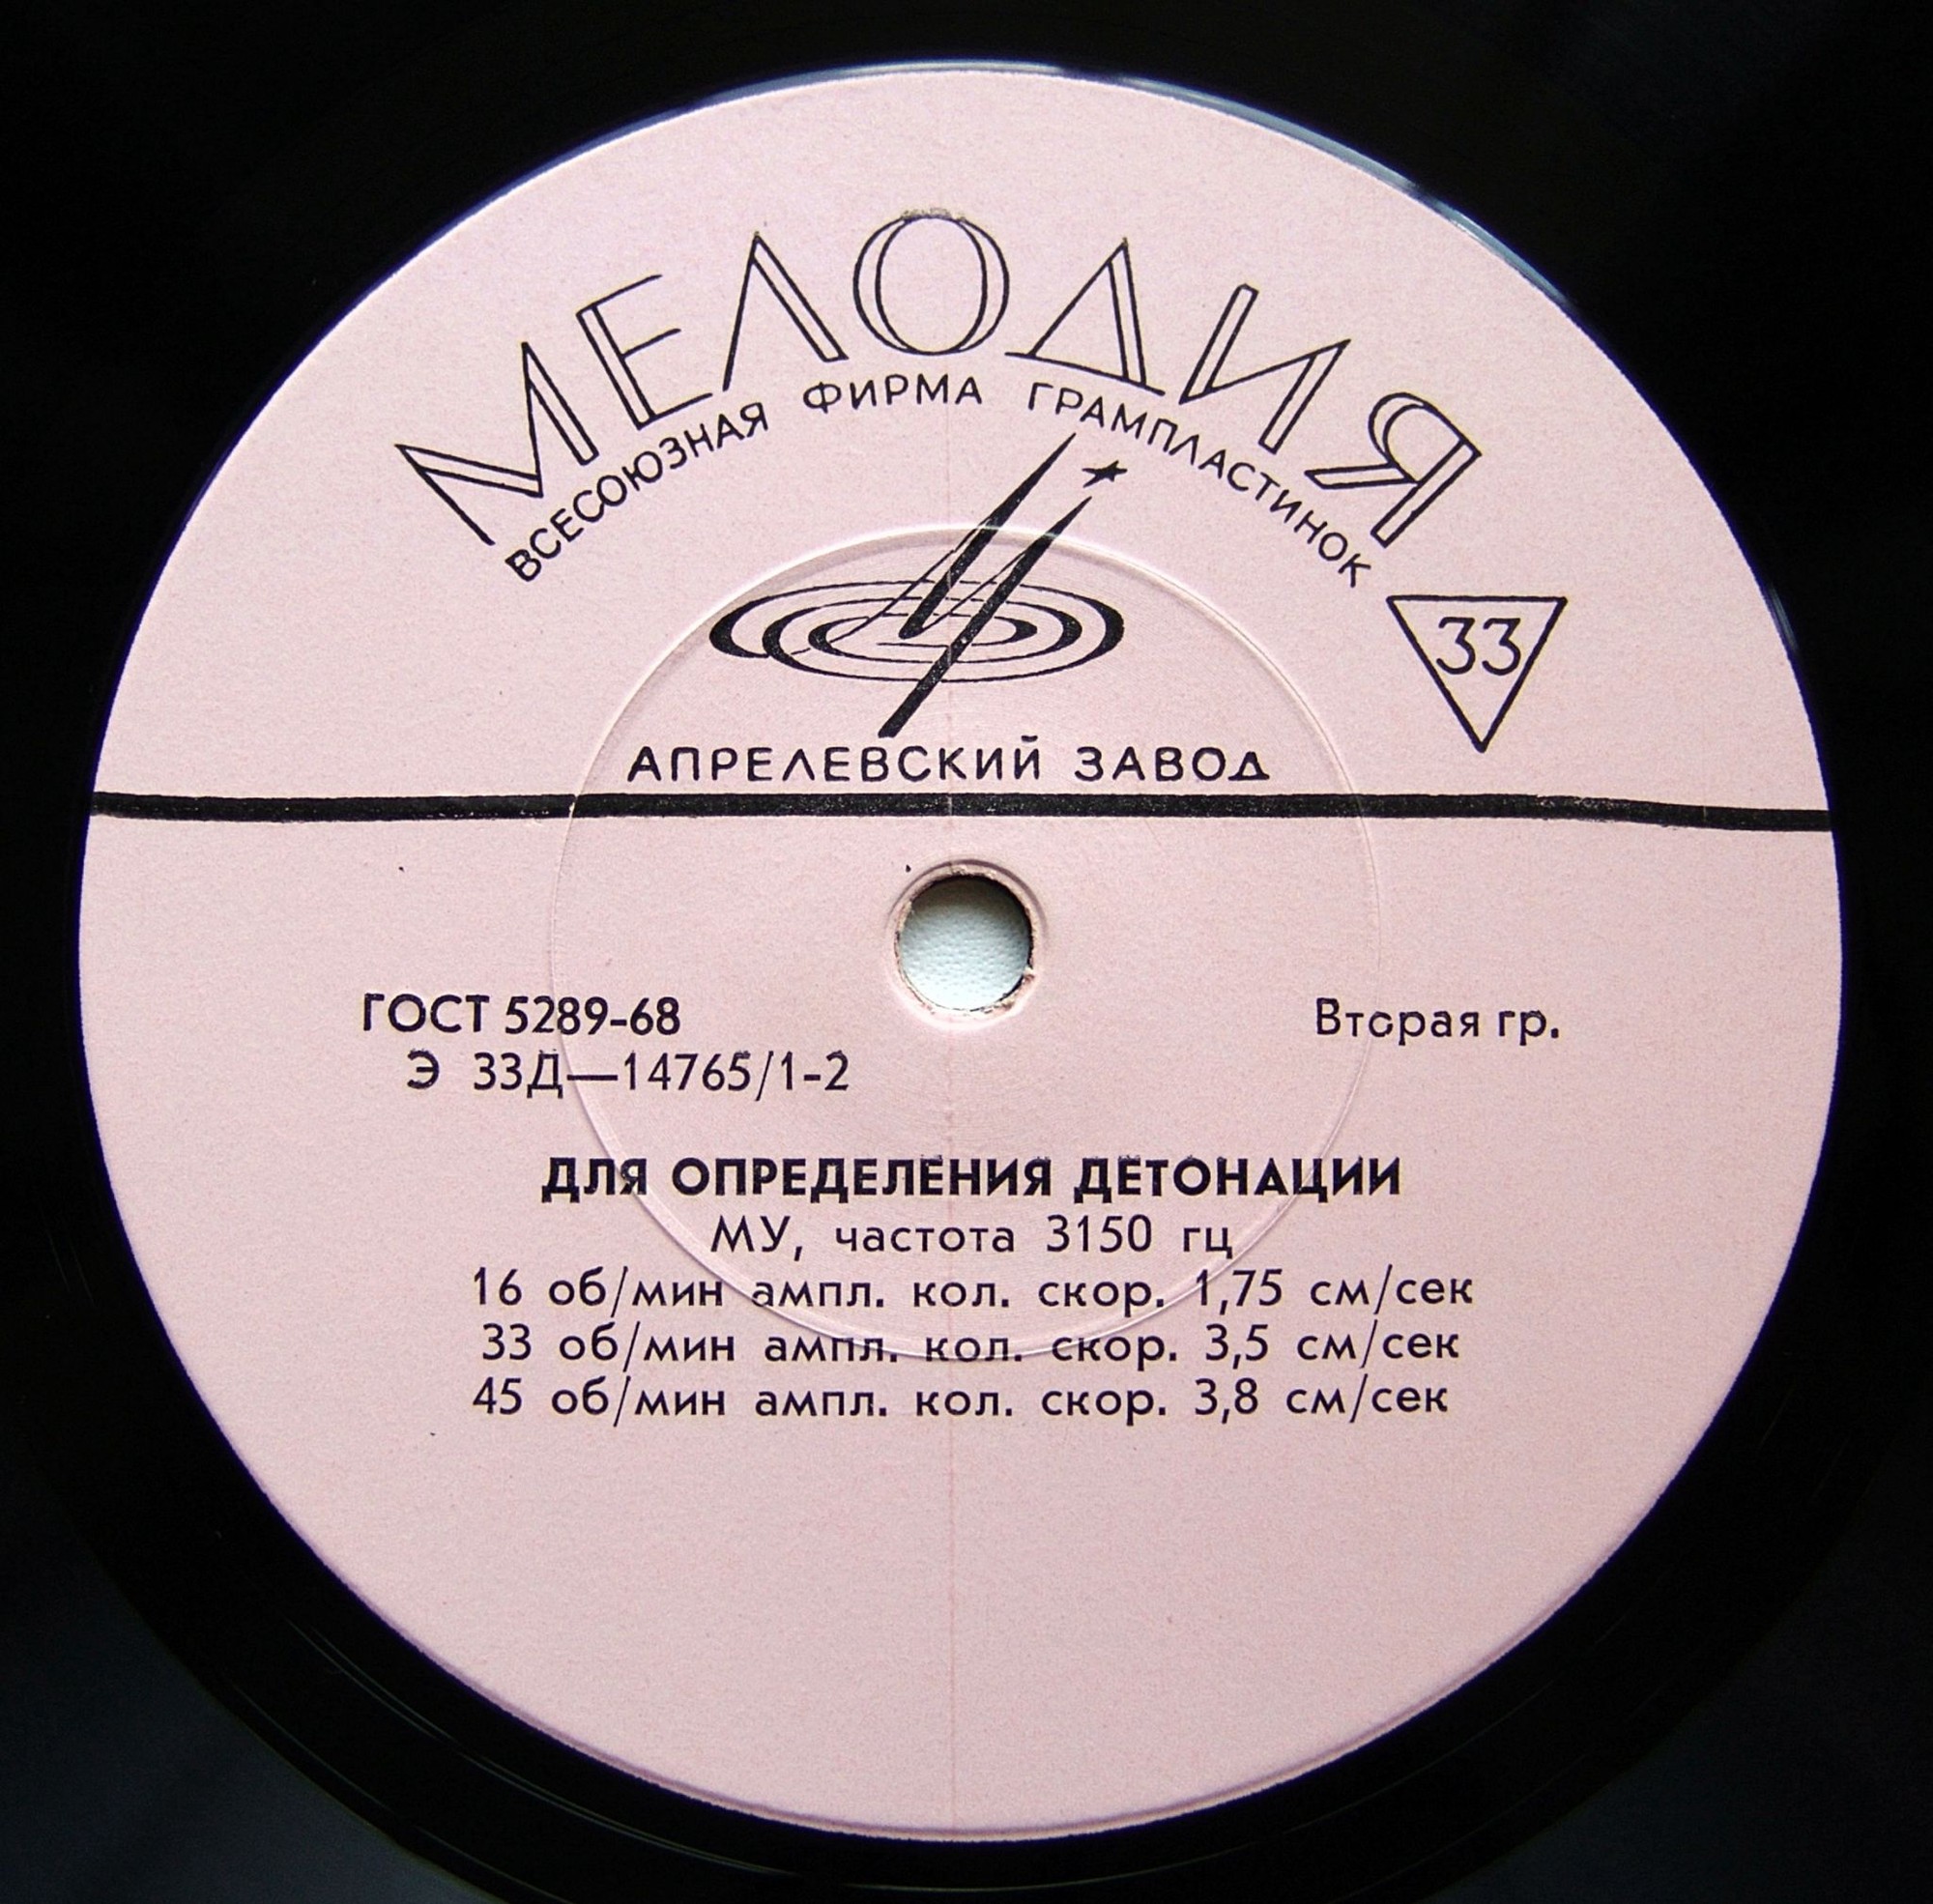 МЕЛОДИЯ
ВСЕСОЮЗНАЯ ФИРМА ГРАМПЛАСТИНОК
33
АПРЕЛЕВСКИЙ ЗАВОД
ГОСТ 5289-68
Вторая гр.
Э 33Д—14765/1-2
ДЛЯ ОПРЕДЕЛЕНИЯ ДЕТОНАЦИИ
МУ, частота 3150 гц
16 об/мин ампл. кол. скор. 1,75 см/сек
33 об/мин ампл. кол. скор. 3,5 см/сек
45 об/мин ампл. кол. скор. 3,8 см/сек